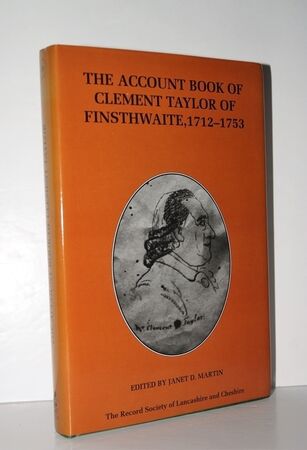 THE ACCOUNT BOOK OF
CLEMENT TAYLOR OF
FINSTHWAITE, 1712–1753
Mr Clement Taylor
EDITED BY JANET D. MARTIN
The Record Society of Lancashire and Cheshire